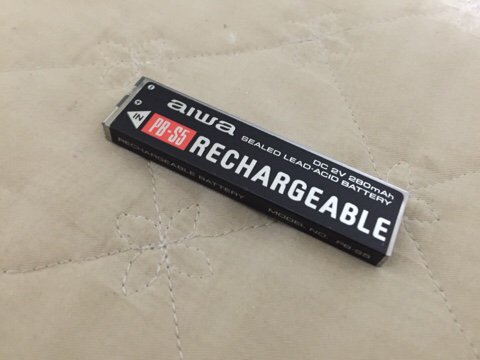 aiwa
DC 2V 280mAh
SEALED LEAD-ACID BATTERY
IN
PB-S5
RECHARGEABLE
RECHARGEABLE BATTERY MODEL NO. PB-S5